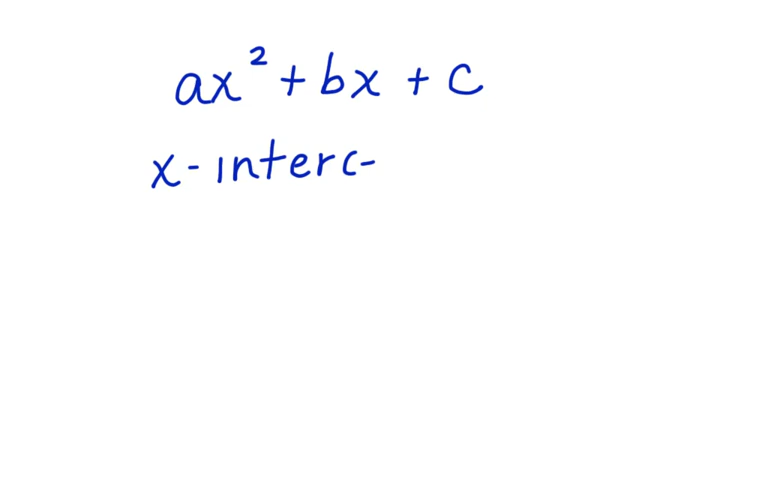 ax² + bx + c
x- interc-